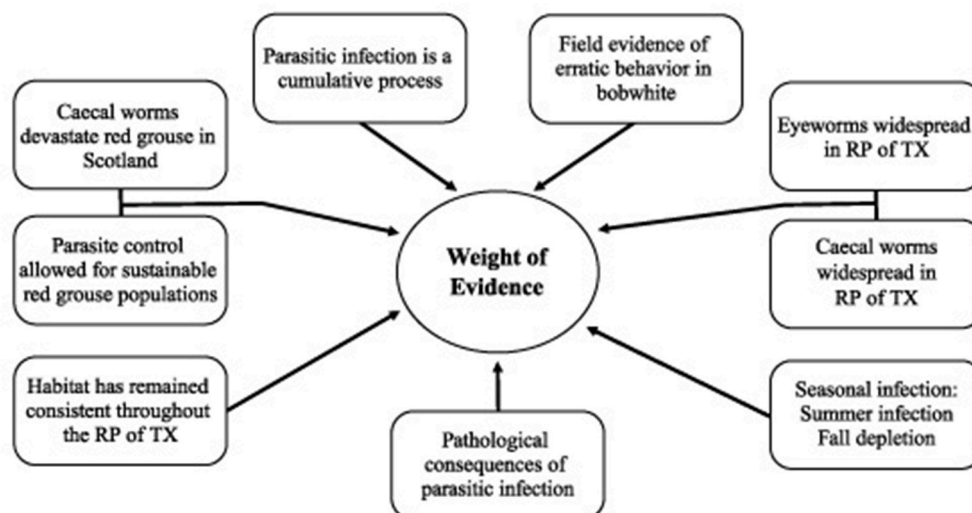 Parasitic infection is a
cumulative process
Field evidence of
erratic behavior in
bobwhite
Caecal worms
devastate red grouse in
Scotland
Eyeworms widespread
in RP of TX
Parasite control
allowed for sustainable
red grouse populations
Weight of
Evidence
Caecal worms
widespread in
RP of TX
Habitat has remained
consistent throughout
the RP of TX
Pathological
consequences of
parasitic infection
Seasonal infection:
Summer infection
Fall depletion